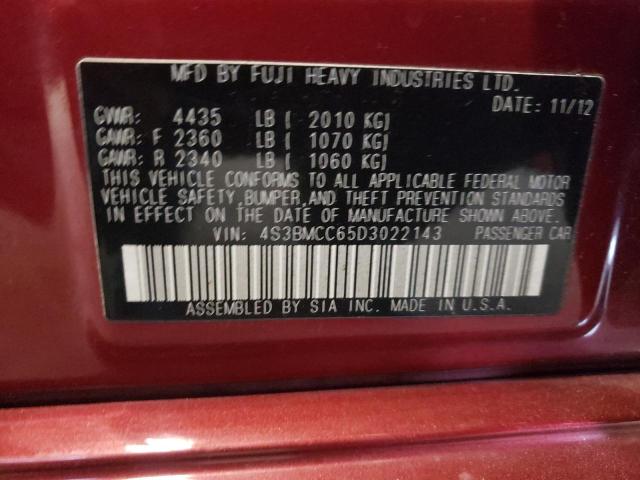 MFD BY FUJI HEAVY INDUSTRIES LTD.
DATE: 11/12
GVWR: 4435 LB ( 2010 KG)
GAWR: F 2360 LB ( 1070 KG)
GAWR: R 2340 LB ( 1060 KG)
THIS VEHICLE CONFORMS TO ALL APPLICABLE FEDERAL MOTOR
VEHICLE SAFETY, BUMPER, AND THEFT PREVENTION STANDARDS
IN EFFECT ON THE DATE OF MANUFACTURE SHOWN ABOVE.
VIN: 4S3BMCC65D3022143 PASSENGER CAR
ASSEMBLED BY SIA INC. MADE IN U.S.A.